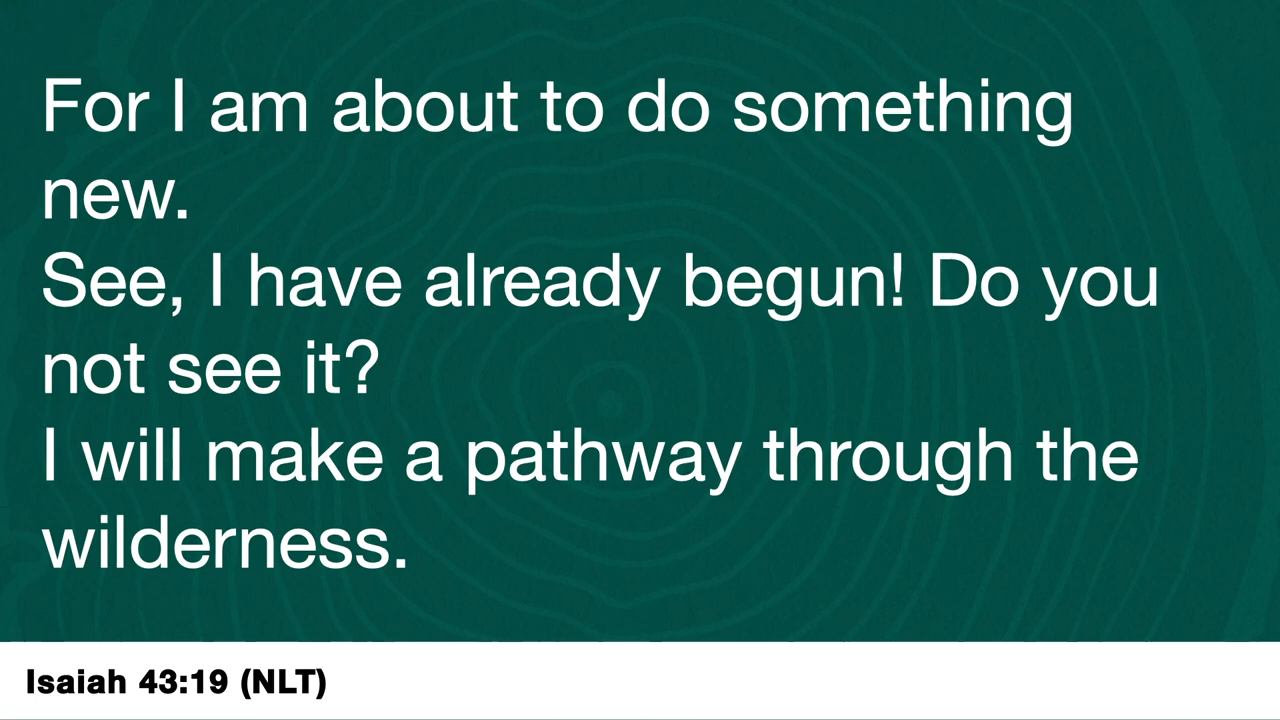 For I am about to do something
new.
See, I have already begun! Do you
not see it?
I will make a pathway through the
wilderness.
Isaiah 43:19 (NLT)